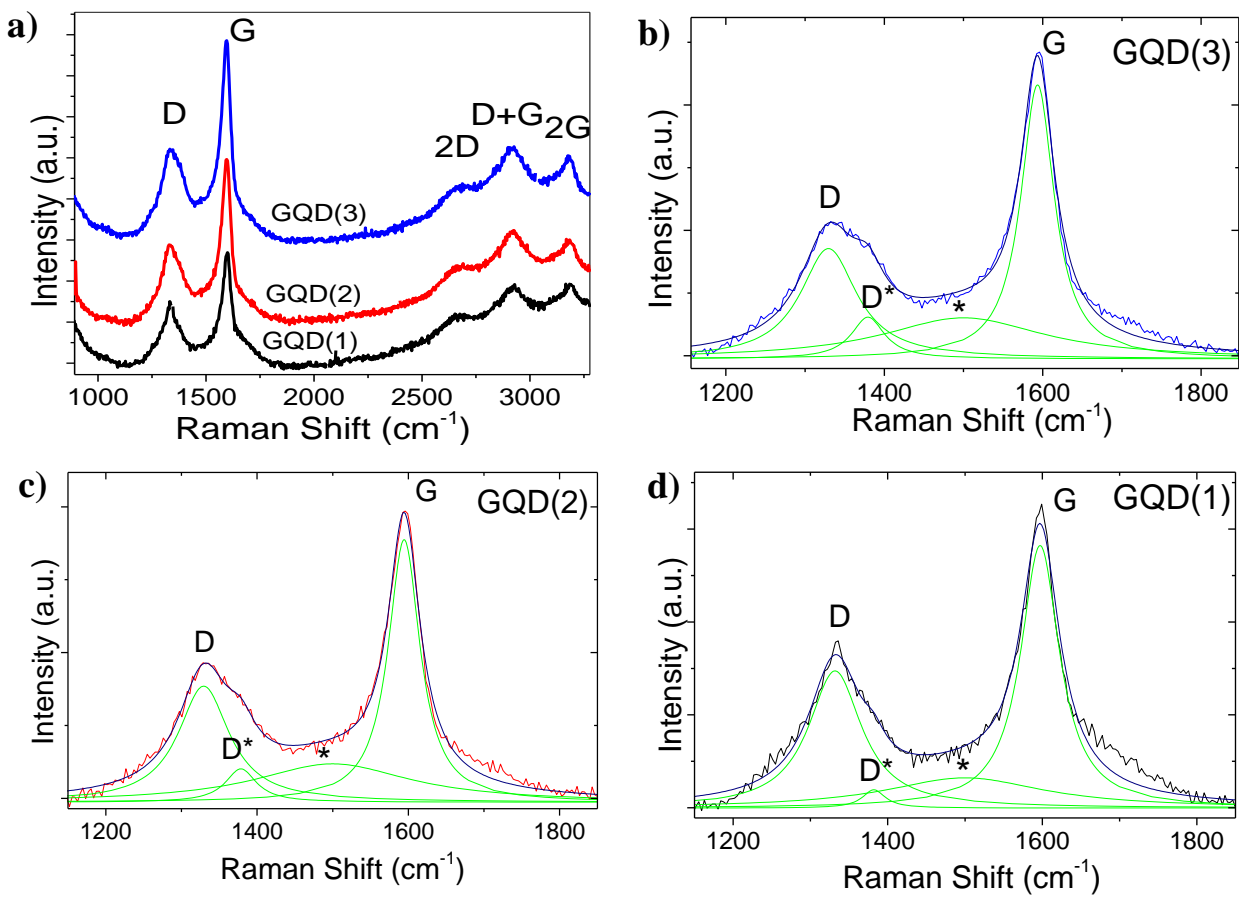 a)
G
D
D+G
2G
2D
GQD(3)
GQD(2)
GQD(1)
Intensity (a.u.)
1000 1500 2000 2500 3000
Raman Shift (cm-1)
b)
G
GQD(3)
D
D*
*
Intensity (a.u.)
1200 1400 1600 1800
Raman Shift (cm-1)
c)
G
GQD(2)
D
D*
*
Intensity (a.u.)
1200 1400 1600 1800
Raman Shift (cm-1)
d)
G
GQD(1)
D
D*
*
Intensity (a.u.)
1200 1400 1600 1800
Raman Shift (cm-1)